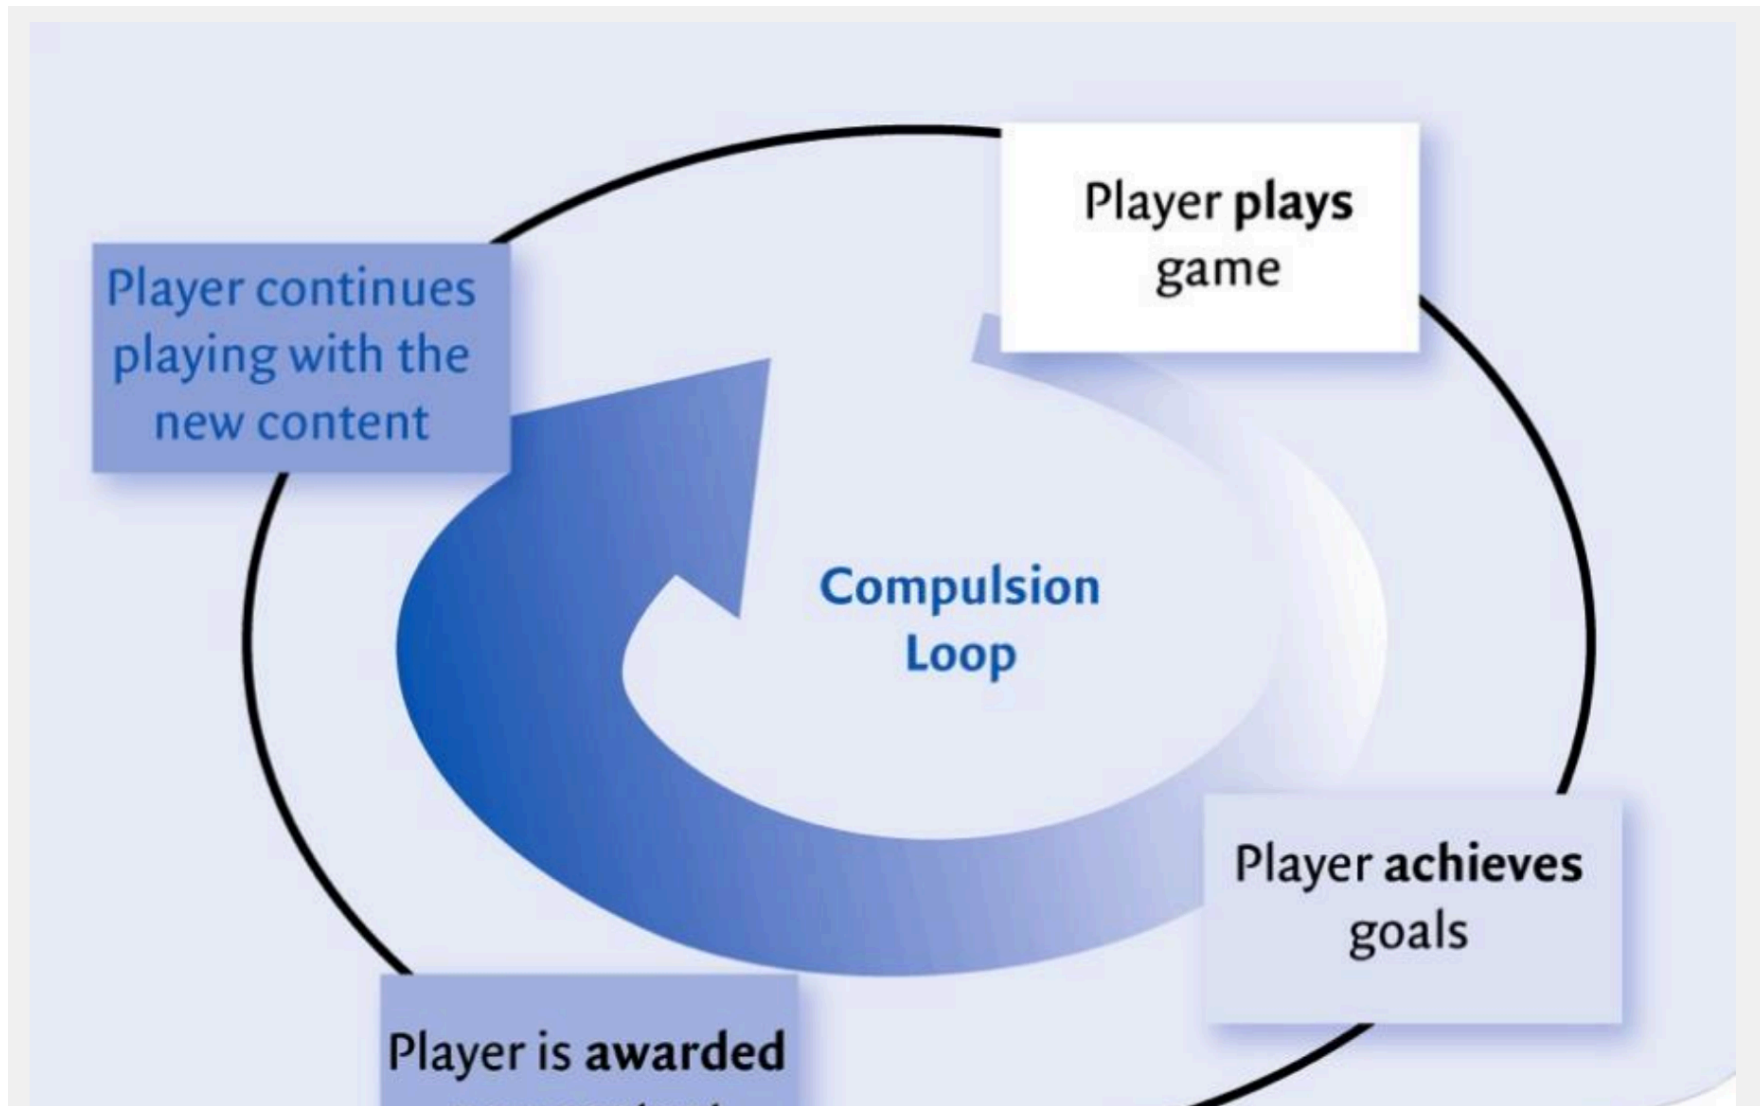 Player plays
game
Player continues
playing with the
new content
Compulsion
Loop
Player achieves
goals
Player is awarded